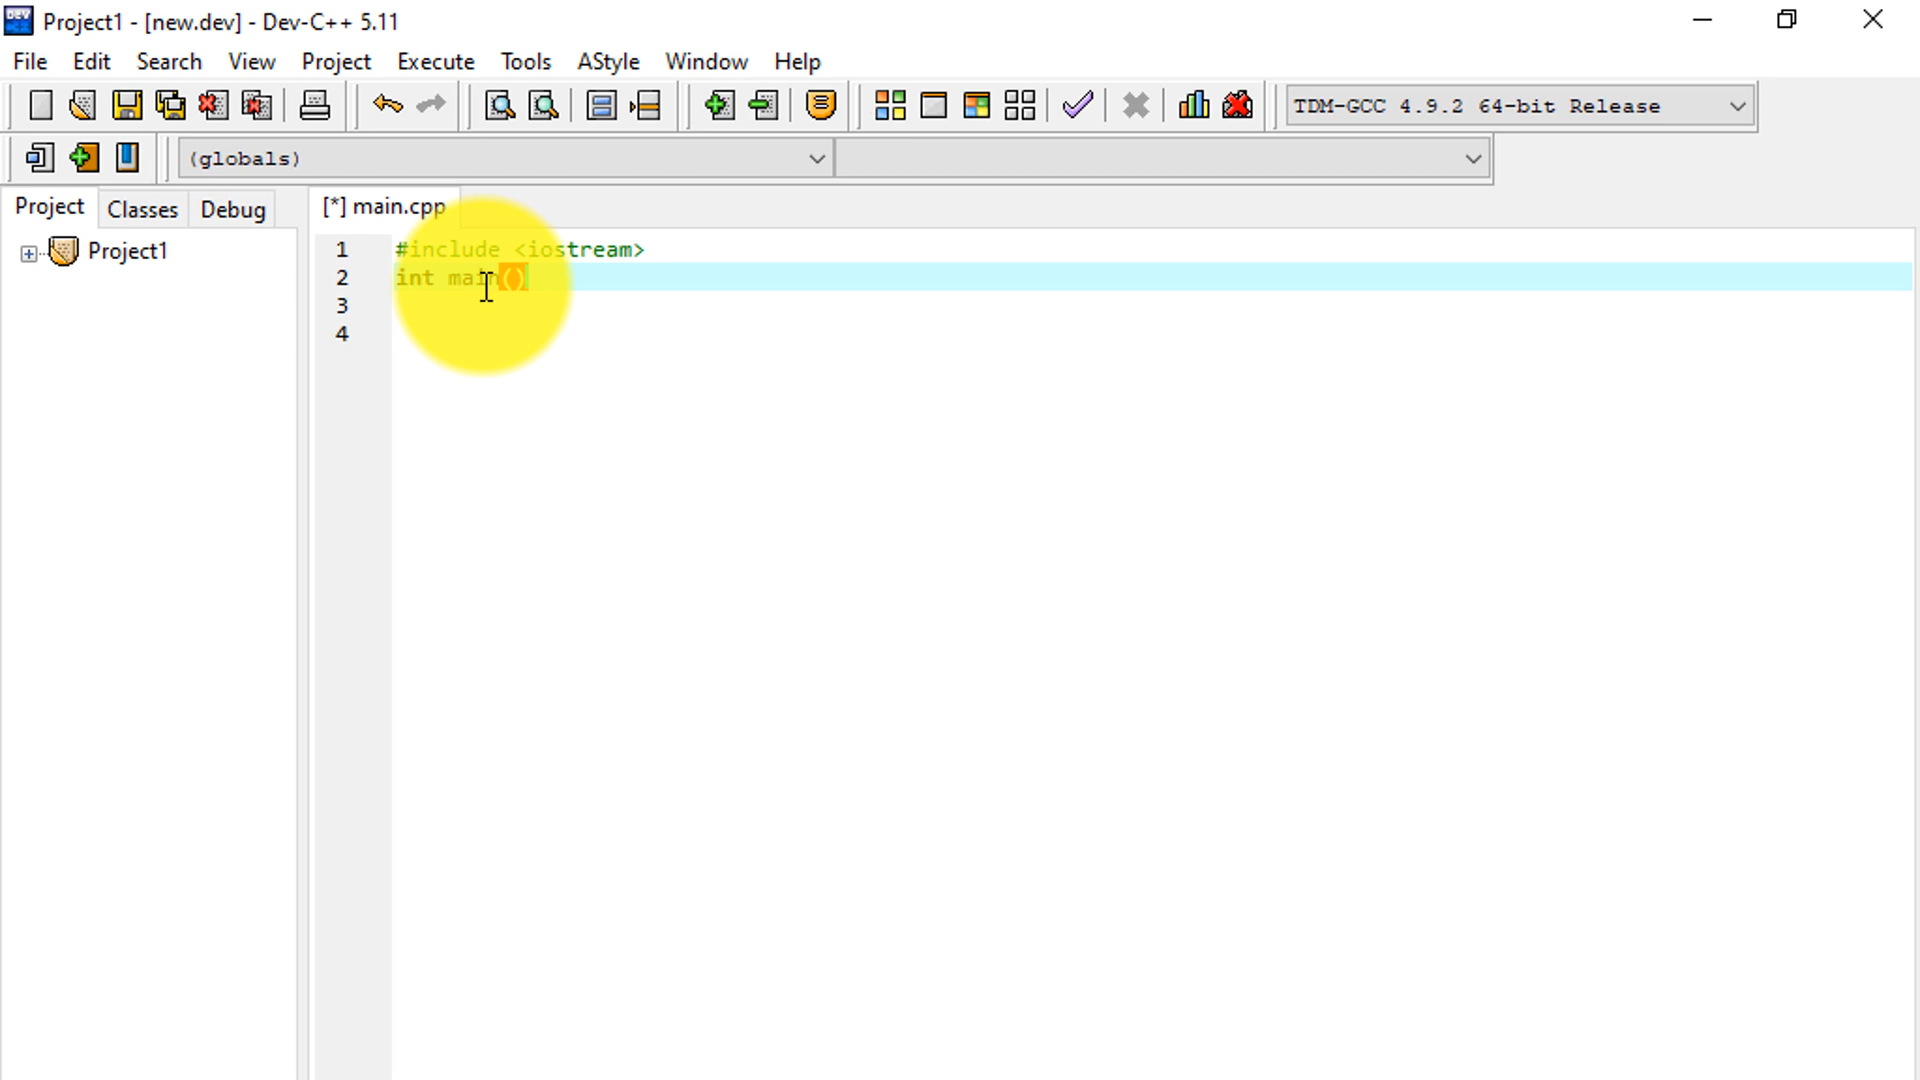 Project1 - [new.dev] - Dev-C++ 5.11
File Edit Search View Project Execute Tools AStyle Window Help
TDM-GCC 4.9.2 64-bit Release
(globals)
Project Classes Debug [*] main.cpp
Project1
1 #include <iostream>
2 int main()
3
4